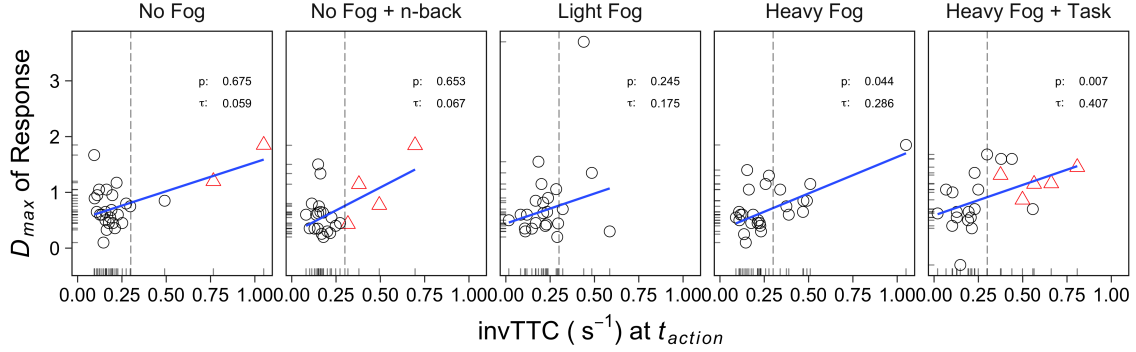 No Fog No Fog + n-back Light Fog Heavy Fog Heavy Fog + Task
p: 0.675 p: 0.653 p: 0.245 p: 0.044 p: 0.007
τ: 0.059 τ: 0.067 τ: 0.175 τ: 0.286 τ: 0.407
D_max of Response
3
2
1
0
0.00 0.25 0.50 0.75 1.00 0.00 0.25 0.50 0.75 1.00 0.00 0.25 0.50 0.75 1.00 0.00 0.25 0.50 0.75 1.00 0.00 0.25 0.50 0.75 1.00
invTTC ( s⁻¹) at t_action